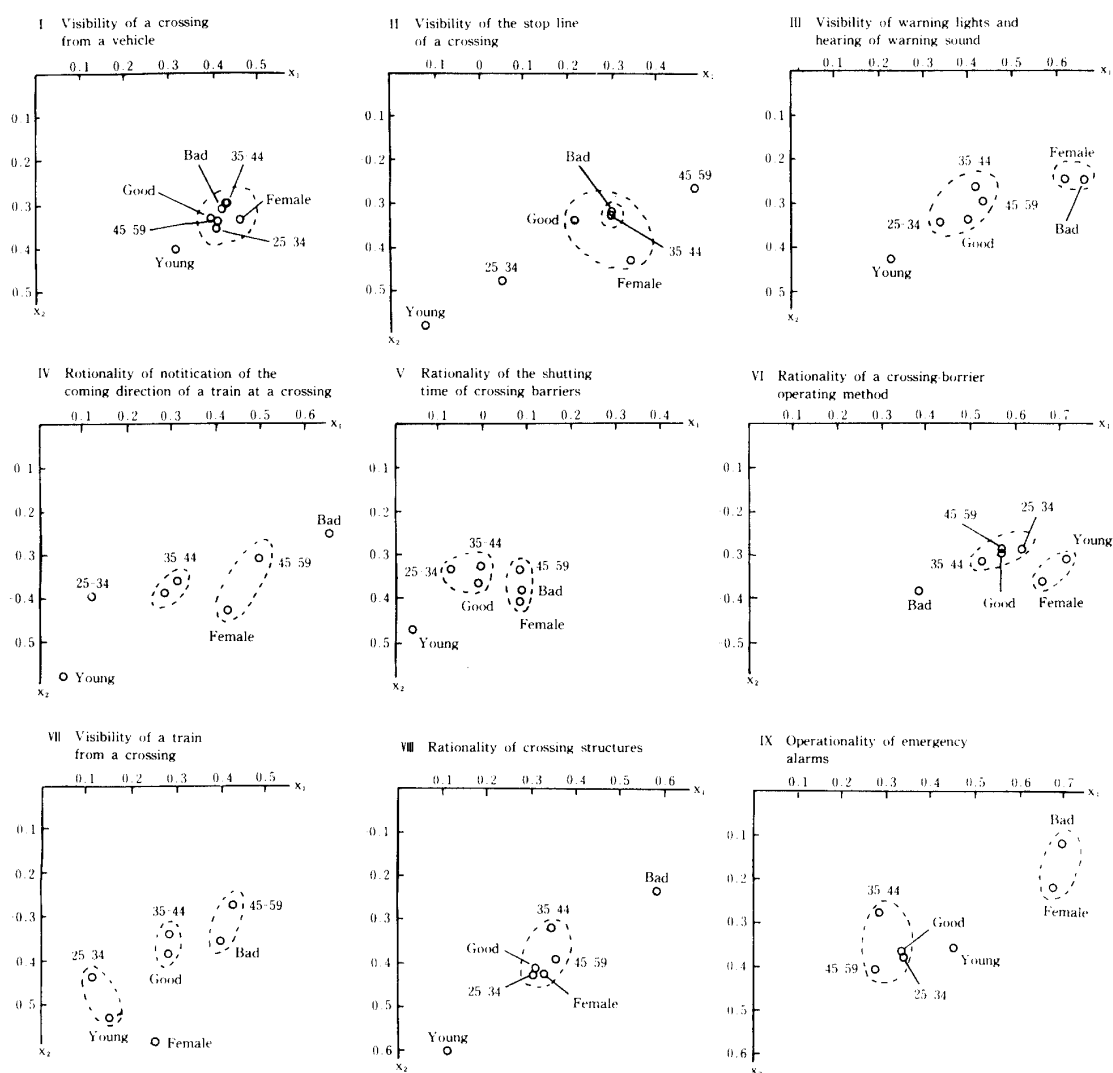 I Visibility of a crossing
from a vehicle
0.1 0.2 0.3 0.4 0.5 x₁
0.1
0.2
0.3
0.4
0.5
x₂
Bad 35-44
Good
Female
45-59
25-34
Young
II Visibility of the stop line
of a crossing
0.1 0 0.1 0.2 0.3 0.4 x₁
0.1
0.2
0.3
0.4
0.5
x₂
Bad
45 59
Good
35-44
25 34
Female
Young
III Visibility of warning lights and
hearing of warning sound
0.1 0.2 0.3 0.4 0.5 0.6 x₁
0.1
0.2
0.3
0.4
0.5
x₂
Female
35 44
45 59
25-34
Good
Bad
Young
IV Rotionality of notitication of the
coming direction of a train at a crossing
0.1 0.2 0.3 0.4 0.5 0.6 x₁
0.1
0.2
0.3
-0.4
0.5
x₂
Bad
35 44
45 59
25-34
Female
Young
V Rationality of the shutting
time of crossing barriers
0.1 0 0.1 0.2 0.3 0.4 x₁
0.1
0.2
0.3
0.4
0.5
x₂
35-44
25-34
45 59
Bad
Good
Female
Young
VI Rationality of a crossing-borrier
operating method
0.1 0.2 0.3 0.4 0.5 0.6 0.7 x₁
0.1
0.2
0.3
0.4
0.5
x₂
45 59
25-34
Young
35-44
Bad
Good
Female
VII Visibility of a train
from a crossing
0.1 0.2 0.3 0.4 0.5 x₁
0.1
0.2
0.3
0.4
0.5
x₂
35-44
45-59
Bad
25 34
Good
Young
Female
VIII Rationality of crossing structures
0.1 0.2 0.3 0.4 0.5 0.6 x₁
0.1
0.2
0.3
0.4
0.5
0.6
x₂
Bad
35 44
Good
45 59
25 34
Female
Young
IX Operationality of emergency
alarms
0.1 0.2 0.3 0.4 0.5 0.6 0.7 x₁
0.1
0.2
0.3
0.4
0.5
0.6
Bad
35 44
Female
Good
Young
45 59
25-34